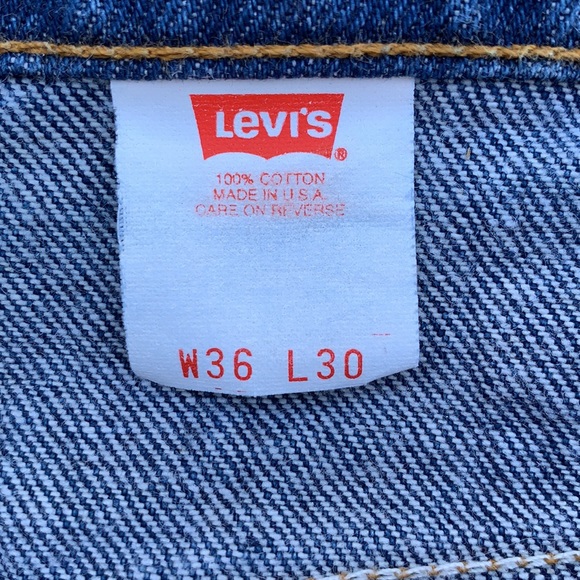 Levi's ®
100% COTTON
MADE IN U.S.A.
CARE ON REVERSE
W36 L30